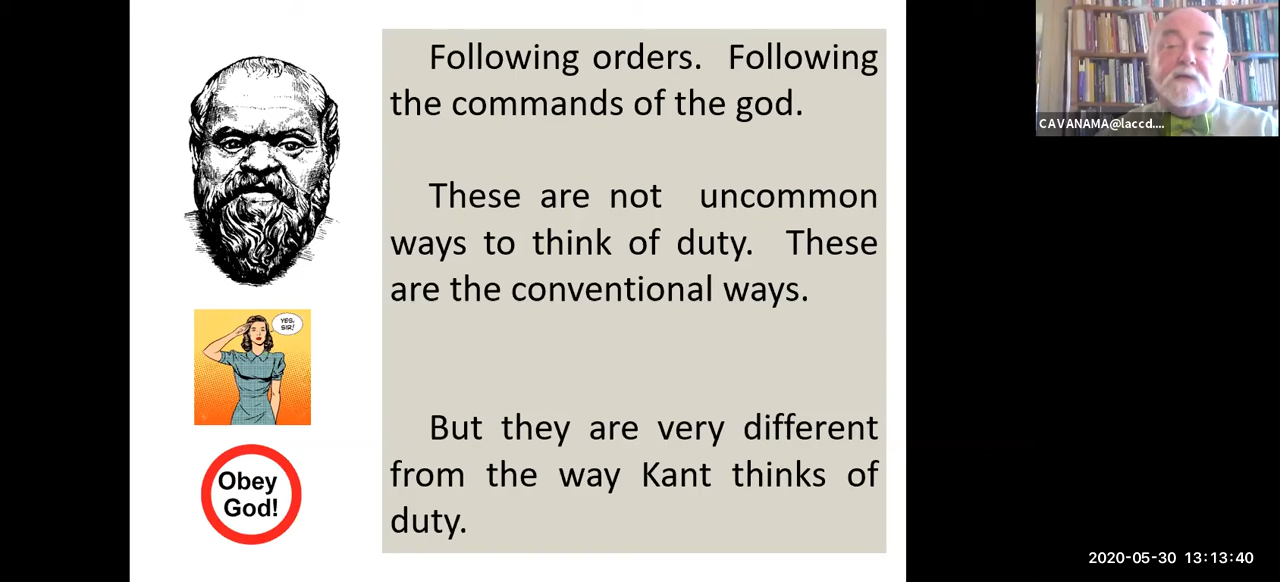 Following orders. Following
the commands of the god.
These are not uncommon
ways to think of duty. These
are the conventional ways.
But they are very different
from the way Kant thinks of
duty.
YES,
SIR!
Obey
God!
CAVANAMA@laccd....
2020-05-30 13:13:40